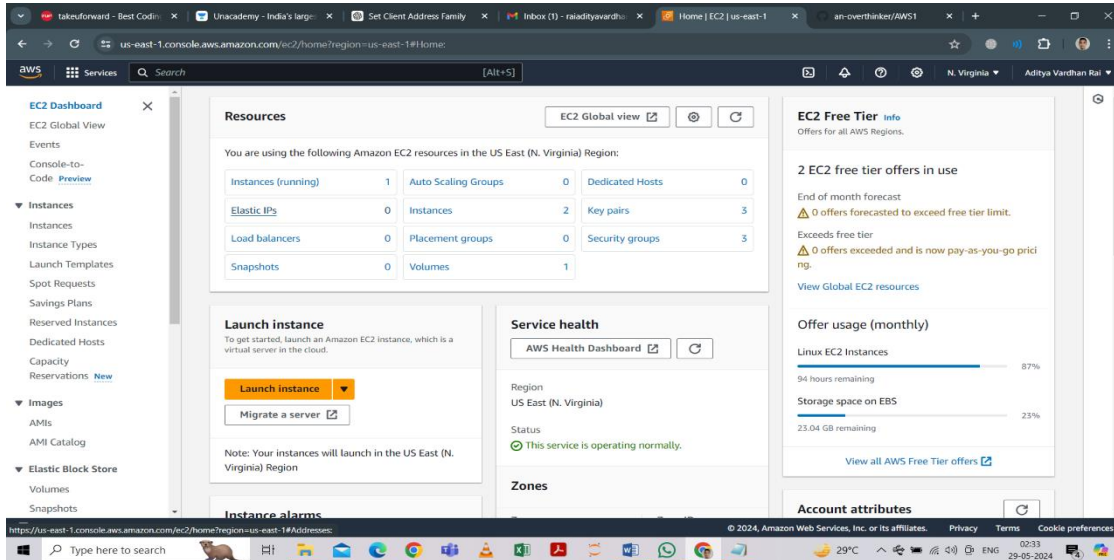 takeuforward - Best Coding
Unacademy - India's larges
Set Client Address Family
Inbox (1) - raiadityavardha
Home | EC2 | us-east-1
an-overthinker/AWS1
us-east-1.console.aws.amazon.com/ec2/home?region=us-east-1#Home:
aws
Services
Search
[Alt+S]
N. Virginia
Aditya Vardhan Rai
EC2 Dashboard
EC2 Global View
Events
Console-to-
Code Preview
Instances
Instances
Instance Types
Launch Templates
Spot Requests
Savings Plans
Reserved Instances
Dedicated Hosts
Capacity
Reservations New
Images
AMIs
AMI Catalog
Elastic Block Store
Volumes
Snapshots
Resources
EC2 Global view
You are using the following Amazon EC2 resources in the US East (N. Virginia) Region:
Instances (running) 1 Auto Scaling Groups 0 Dedicated Hosts 0
Elastic IPs 0 Instances 2 Key pairs 3
Load balancers 0 Placement groups 0 Security groups 3
Snapshots 0 Volumes 1
Launch instance
To get started, launch an Amazon EC2 instance, which is a
virtual server in the cloud.
Launch instance
Migrate a server
Note: Your instances will launch in the US East (N.
Virginia) Region
Instance alarms
Service health
AWS Health Dashboard
Region
US East (N. Virginia)
Status
This service is operating normally.
Zones
EC2 Free Tier Info
Offers for all AWS Regions.
2 EC2 free tier offers in use
End of month forecast
0 offers forecasted to exceed free tier limit.
Exceeds free tier
0 offers exceeded and is now pay-as-you-go prici
ng.
View Global EC2 resources
Offer usage (monthly)
Linux EC2 Instances
87%
94 hours remaining
Storage space on EBS
23%
23.04 GB remaining
View all AWS Free Tier offers
Account attributes
https://us-east-1.console.aws.amazon.com/ec2/home?region=us-east-1#Addresses:
© 2024, Amazon Web Services, Inc. or its affiliates. Privacy Terms Cookie preferences
Type here to search
29°C
ENG
02:33
29-05-2024